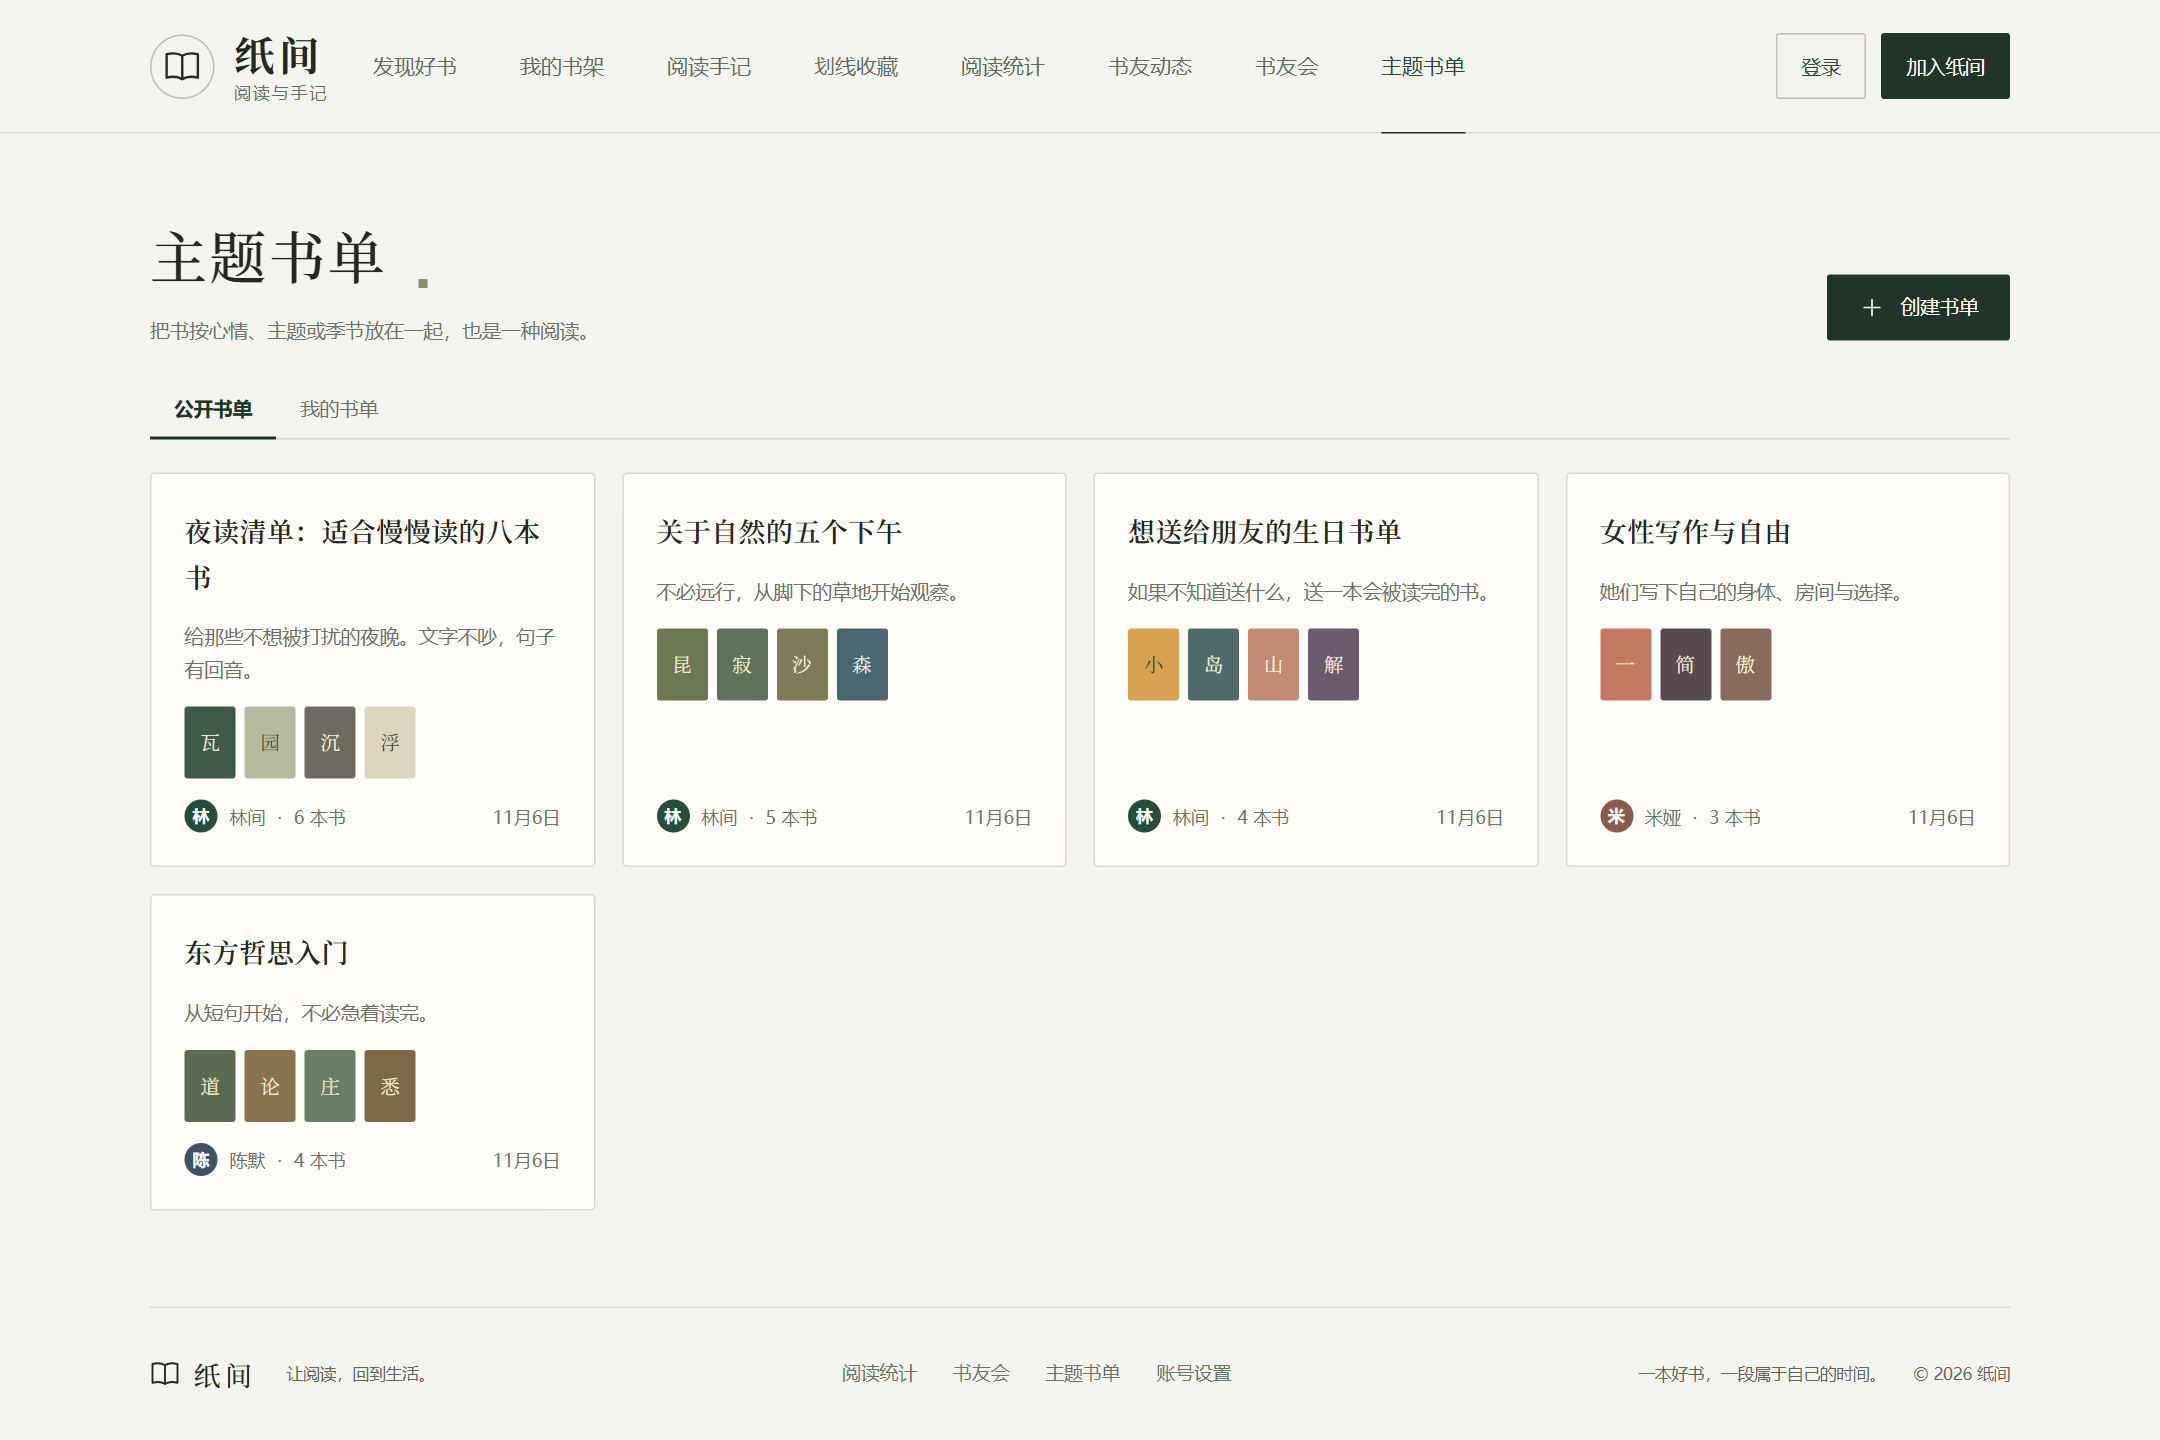 纸间
阅读与手记
发现好书
我的书架
阅读手记
划线收藏
阅读统计
书友动态
书友会
主题书单
登录
加入纸间
主题书单.
把书按心情、主题或季节放在一起，也是一种阅读。
+ 创建书单
公开书单
我的书单
夜读清单：适合慢慢读的八本
书
给那些不想被打扰的夜晚。文字不吵，句子
有回音。
瓦 园 沉 浮
林 林间 · 6 本书 11月6日
关于自然的五个下午
不必远行，从脚下的草地开始观察。
昆 寂 沙 森
林 林间 · 5 本书 11月6日
想送给朋友的生日书单
如果不知道送什么，送一本会被读完的书。
小 岛 山 解
林 林间 · 4 本书 11月6日
女性写作与自由
她们写下自己的身体、房间与选择。
一 简 傲
米 米娅 · 3 本书 11月6日
东方哲思入门
从短句开始，不必急着读完。
道 论 庄 悉
陈 陈默 · 4 本书 11月6日
纸间 让阅读，回到生活。
阅读统计 书友会 主题书单 账号设置
一本好书，一段属于自己的时间。 © 2026 纸间